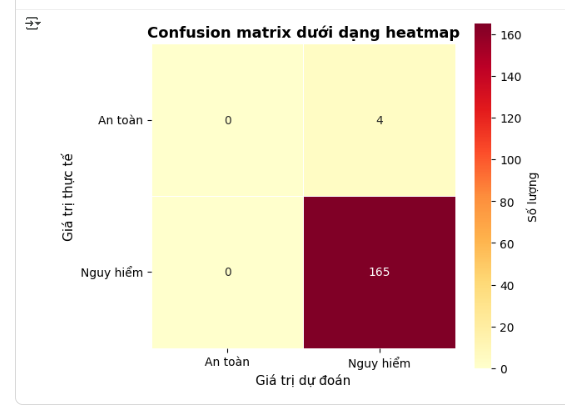 Confusion matrix dưới dạng heatmap
An toàn
Nguy hiểm
Giá trị thực tế
0
4
0
165
An toàn
Nguy hiểm
Giá trị dự đoán
160
140
120
100
80
60
40
20
0
Số lượng